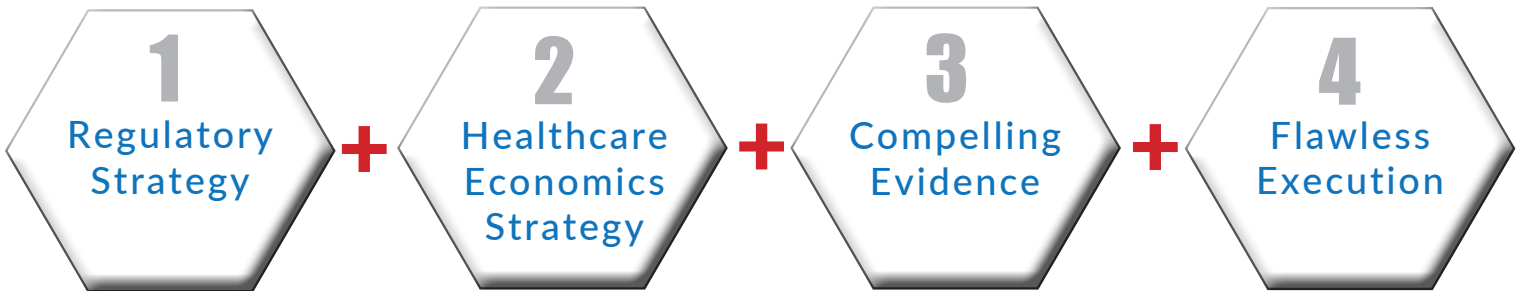 1
Regulatory
Strategy
+
2
Healthcare
Economics
Strategy
+
3
Compelling
Evidence
+
4
Flawless
Execution